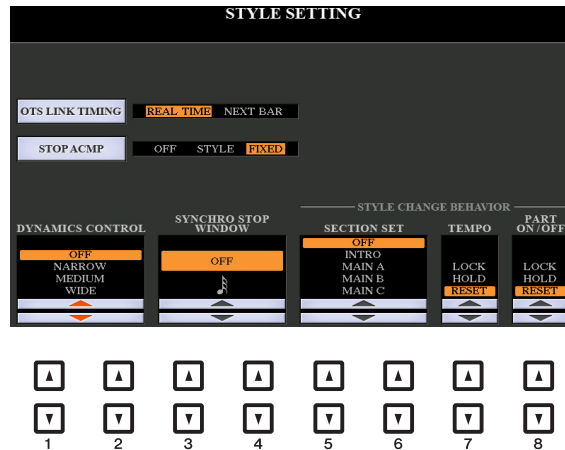 STYLE SETTING
OTS LINK TIMING REAL TIME NEXT BAR
STOP ACMP OFF STYLE FIXED
STYLE CHANGE BEHAVIOR
DYNAMICS CONTROL
SYNCHRO STOP
WINDOW
SECTION SET
TEMPO
PART
ON/OFF
OFF
NARROW
MEDIUM
WIDE
OFF
OFF
INTRO
MAIN A
MAIN B
MAIN C
LOCK
HOLD
RESET
LOCK
HOLD
RESET
1 2 3 4 5 6 7 8